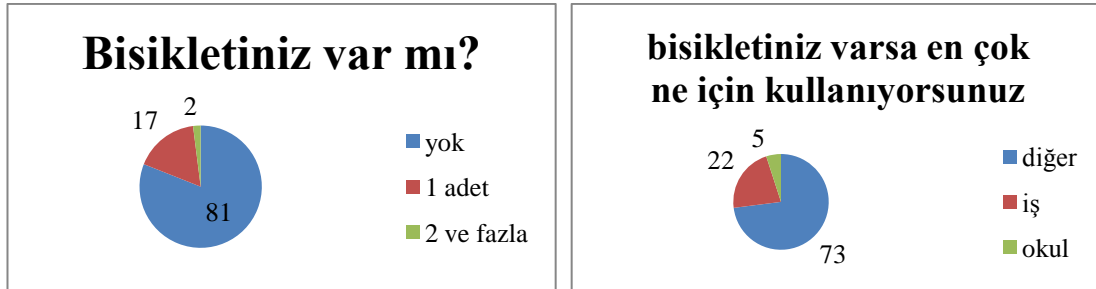 Bisikletiniz var mı?
2
17
81
yok
1 adet
2 ve fazla
bisikletiniz varsa en çok
ne için kullanıyorsunuz
5
22
73
diğer
iş
okul